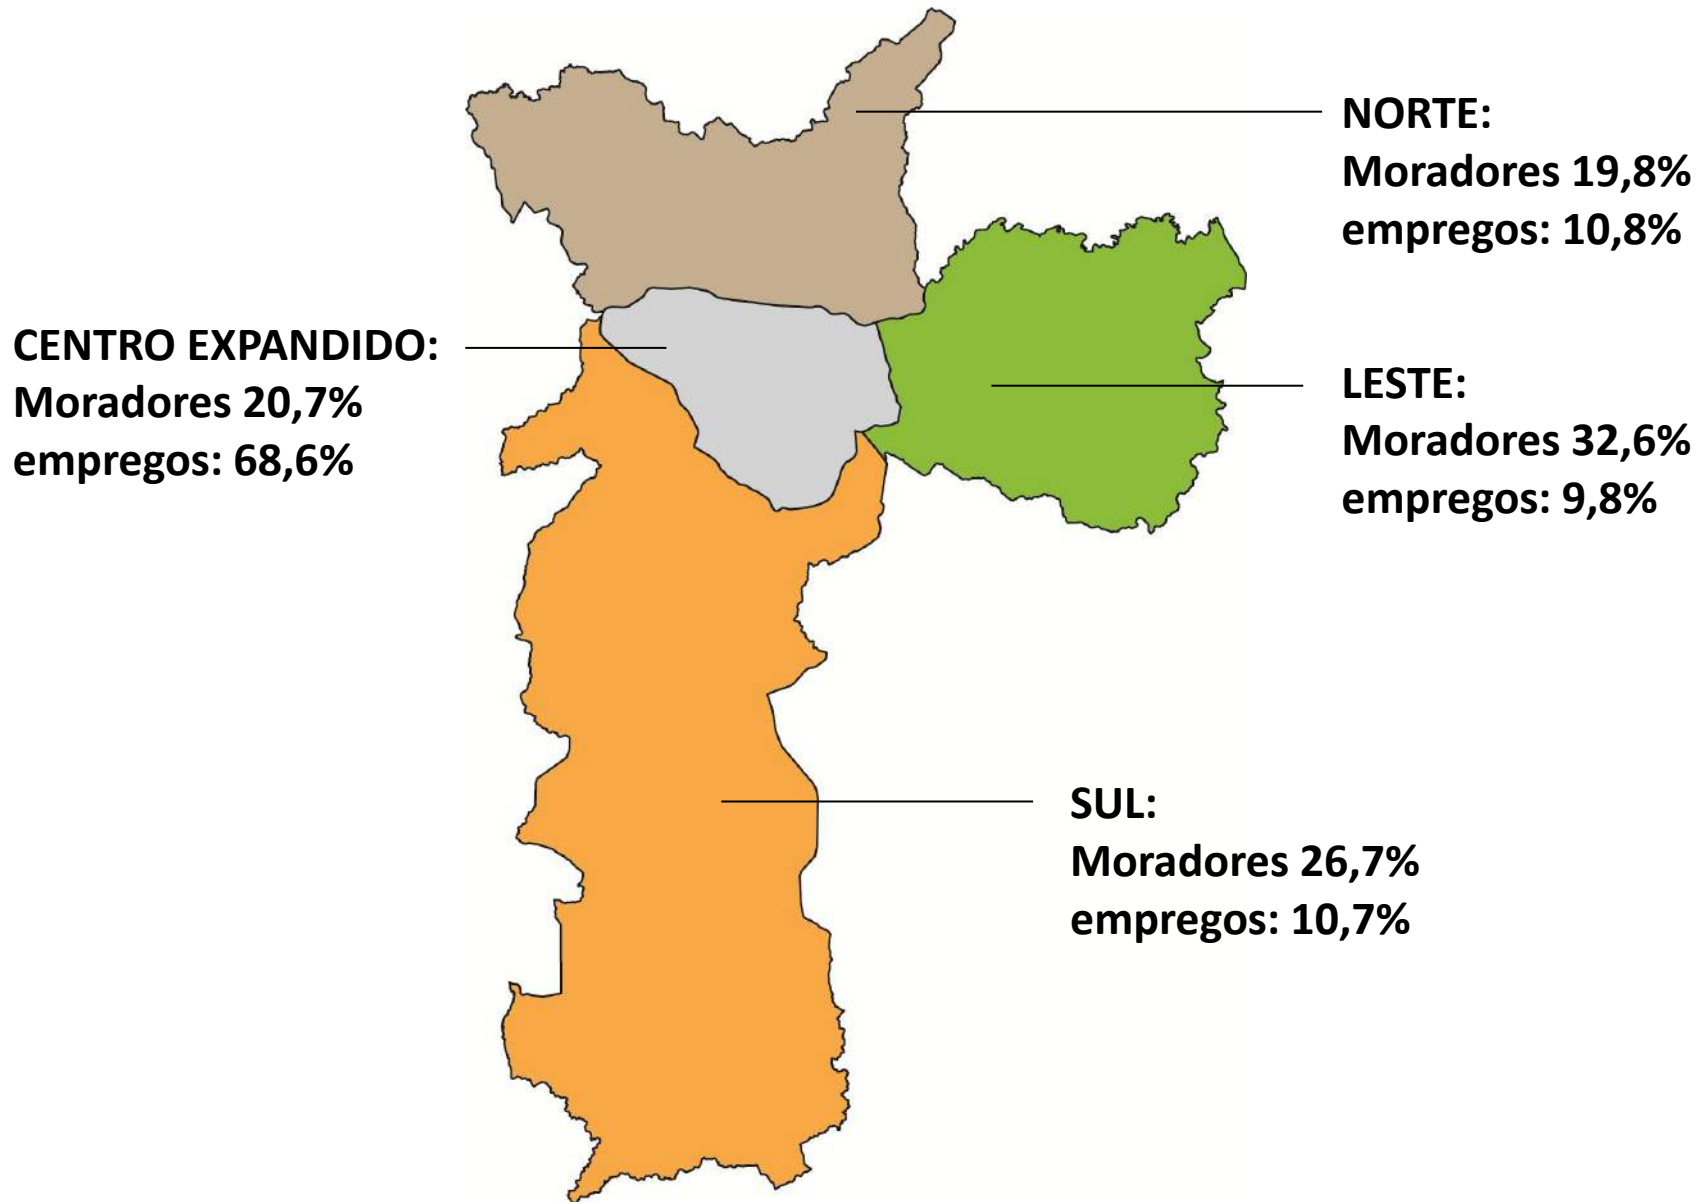 NORTE:
Moradores 19,8%
empregos: 10,8%
CENTRO EXPANDIDO:
Moradores 20,7%
empregos: 68,6%
LESTE:
Moradores 32,6%
empregos: 9,8%
SUL:
Moradores 26,7%
empregos: 10,7%